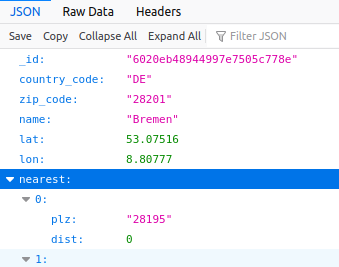 JSON Raw Data Headers
Save Copy Collapse All Expand All Filter JSON
_id: "6020eb48944997e7505c778e"
country_code: "DE"
zip_code: "28201"
name: "Bremen"
lat: 53.07516
lon: 8.80777
nearest:
0:
plz: "28195"
dist: 0
1: